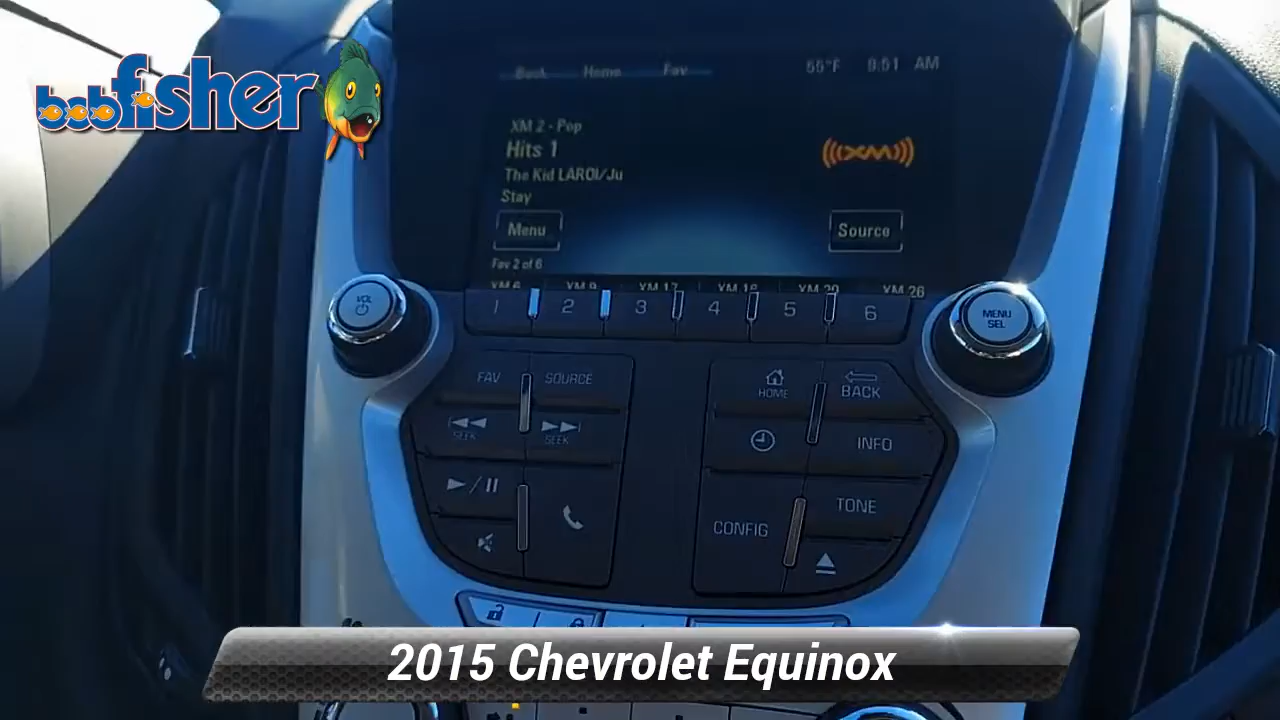 bobfisher
Back Home Fav 55°F 9:51 AM
XM 2 - Pop
Hits 1
The Kid LAROI/Ju
Stay
Menu Source
Fav 2 of 6
XM 6 XM 9 XM 17 XM 18 XM 20 XM 26
1 2 3 4 5 6
VOL
MENU
SEL
FAV SOURCE
HOME BACK
SEEK SEEK
INFO
TONE
CONFIG
2015 Chevrolet Equinox